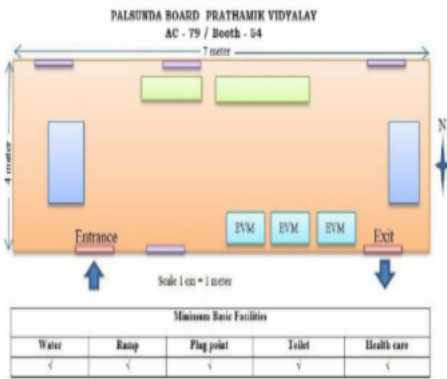 PALSUNDA BOARD PRATHAMIK VIDYALAY
AC - 79 / Booth - 54
7 meter
4 meter
N
EVM EVM EVM
Entrance Exit
Scale 1 cm = 1 meter
Minimum Basic Facilities
Water Ramp Plug point Toilet Health care
√ √ √ √ √